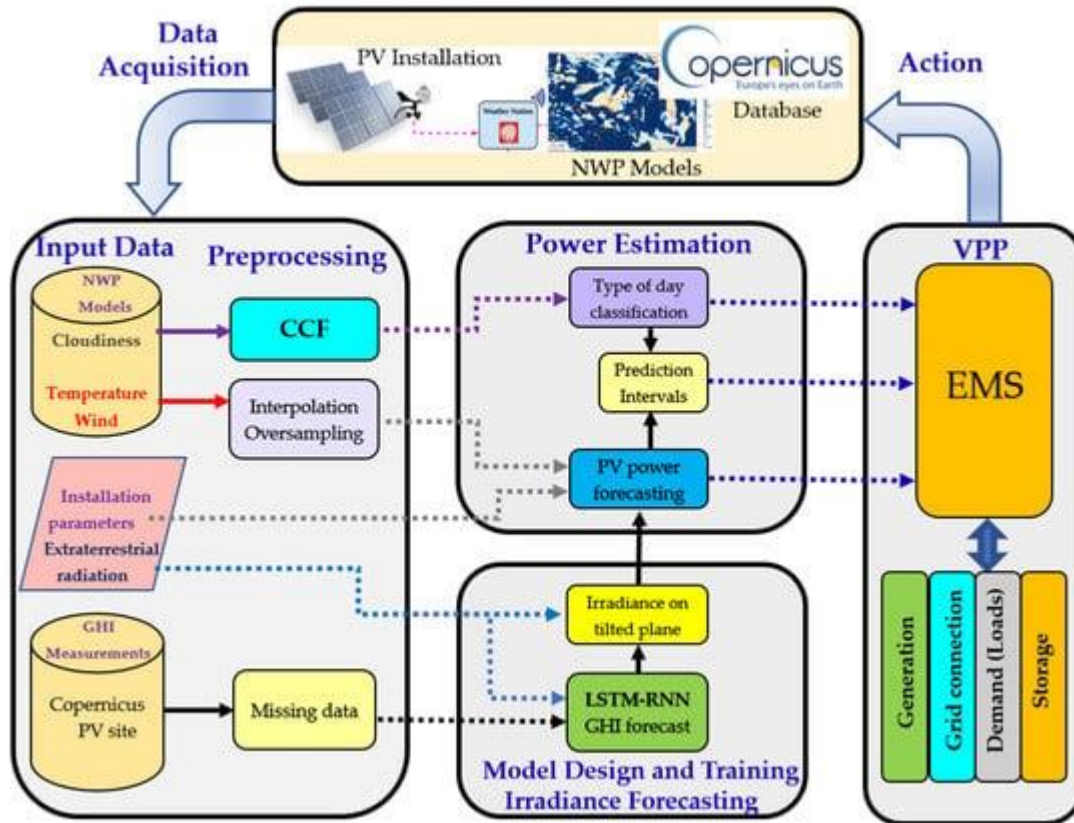 Data
Acquisition
PV Installation
Weather Station
NWP Models
opernicus
Europe's eyes on Earth
Database
Action
Input Data
Preprocessing
NWP
Models
Cloudiness
Temperature
Wind
CCF
Interpolation
Oversampling
Installation
parameters
Extraterrestrial
radiation
GHI
Measurements
Copernicus
PV site
Missing data
Power Estimation
Type of day
classification
Prediction
Intervals
PV power
forecasting
Irradiance on
tilted plane
LSTM-RNN
GHI forecast
Model Design and Training
Irradiance Forecasting
VPP
EMS
Generation
Grid connection
Demand (Loads)
Storage